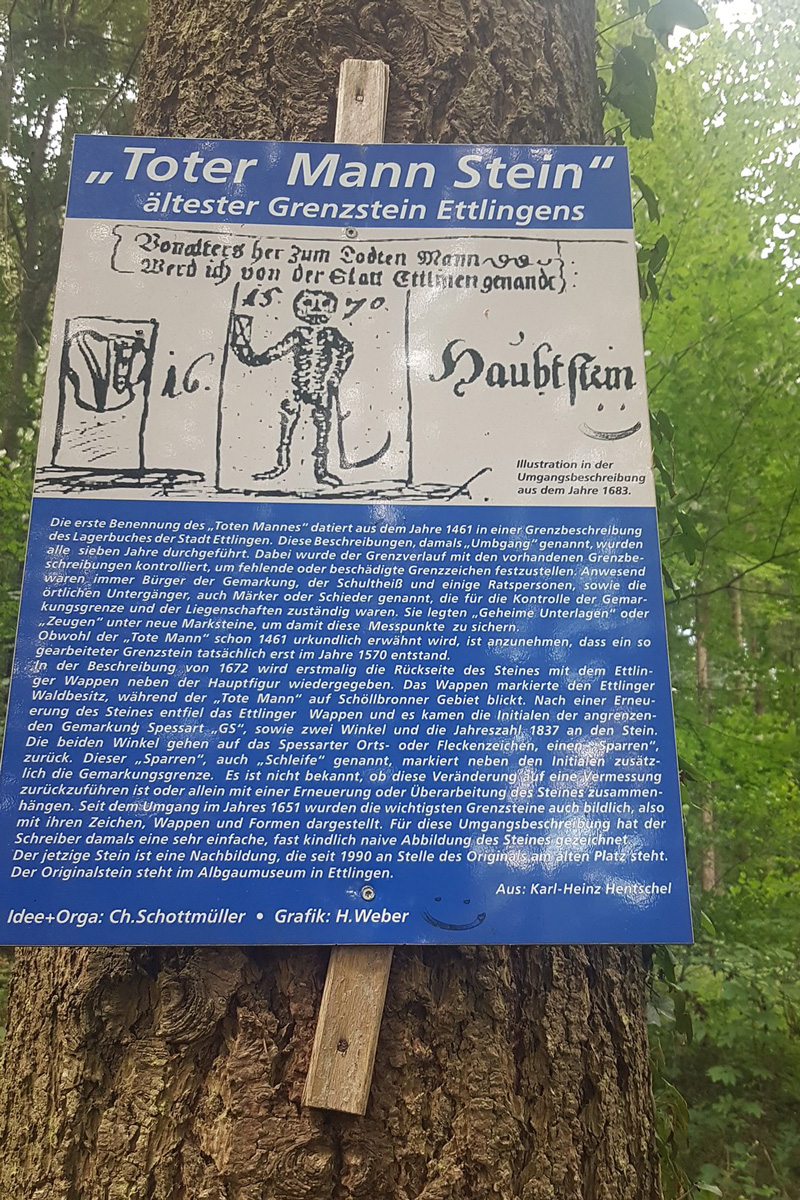 „Toter Mann Stein“
ältester Grenzstein Ettlingens
Vonalters her zum Todten Mann
Werd ich von der Statt Ettlingen genandt
15 70.
16.
Haubtstein
Illustration in der
Umgangsbeschreibung
aus dem Jahre 1683.
Die erste Benennung des „Toten Mannes“ datiert aus dem Jahre 1461 in einer Grenzbeschreibung
des Lagerbuches der Stadt Ettlingen. Diese Beschreibungen, damals „Umbgang“ genannt, wurden
alle sieben Jahre durchgeführt. Dabei wurde der Grenzverlauf mit den vorhandenen Grenzbe-
schreibungen kontrolliert, um fehlende oder beschädigte Grenzzeichen festzustellen. Anwesend
waren immer Bürger der Gemarkung, der Schultheiß und einige Ratspersonen, sowie die
örtlichen Untergänger, auch Märker oder Schieder genannt, die für die Kontrolle der Gemar-
kungsgrenze und der Liegenschaften zuständig waren. Sie legten „Geheime Unterlagen“ oder
„Zeugen“ unter neue Marksteine, um damit diese Messpunkte zu sichern.
Obwohl der „Tote Mann“ schon 1461 urkundlich erwähnt wird, ist anzunehmen, dass ein so
gearbeiteter Grenzstein tatsächlich erst im Jahre 1570 entstand.
In der Beschreibung von 1672 wird erstmalig die Rückseite des Steines mit dem Ettlin-
ger Wappen neben der Hauptfigur wiedergegeben. Das Wappen markierte den Ettlinger
Waldbesitz, während der „Tote Mann“ auf Schöllbronner Gebiet blickt. Nach einer Erneu-
erung des Steines entfiel das Ettlinger Wappen und es kamen die Initialen der angrenzen-
den Gemarkung Spessart „GS“, sowie zwei Winkel und die Jahreszahl 1837 an den Stein.
Die beiden Winkel gehen auf das Spessarter Orts- oder Fleckenzeichen, einen „Sparren“,
zurück. Dieser „Sparren“, auch „Schleife“ genannt, markiert neben den Initialen zusätz-
lich die Gemarkungsgrenze. Es ist nicht bekannt, ob diese Veränderung auf eine Vermessung
zurückzuführen ist oder allein mit einer Erneuerung oder Überarbeitung des Steines zusammen-
hängen. Seit dem Umgang im Jahres 1651 wurden die wichtigsten Grenzsteine auch bildlich, also
mit ihren Zeichen, Wappen und Formen dargestellt. Für diese Umgangsbeschreibung hat der
Schreiber damals eine sehr einfache, fast kindlich naive Abbildung des Steines gezeichnet.
Der jetzige Stein ist eine Nachbildung, die seit 1990 an Stelle des Originals am alten Platz steht.
Der Originalstein steht im Albgaumuseum in Ettlingen.
Aus: Karl-Heinz Hentschel
Idee+Orga: Ch.Schottmüller • Grafik: H.Weber